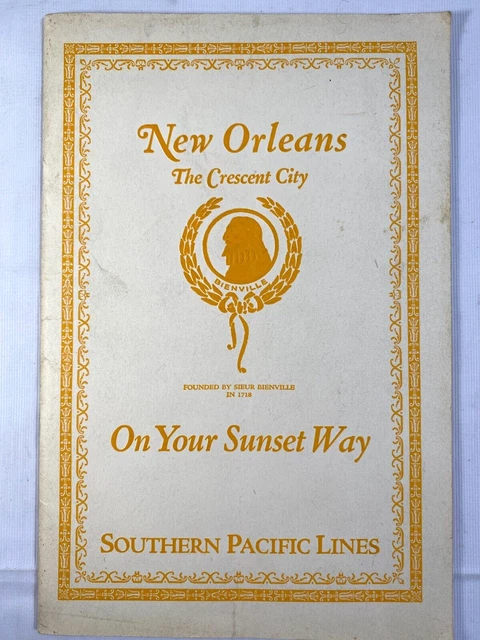 New Orleans
The Crescent City
BIENVILLE
FOUNDED BY SIEUR BIENVILLE
IN 1718
On Your Sunset Way
SOUTHERN PACIFIC LINES